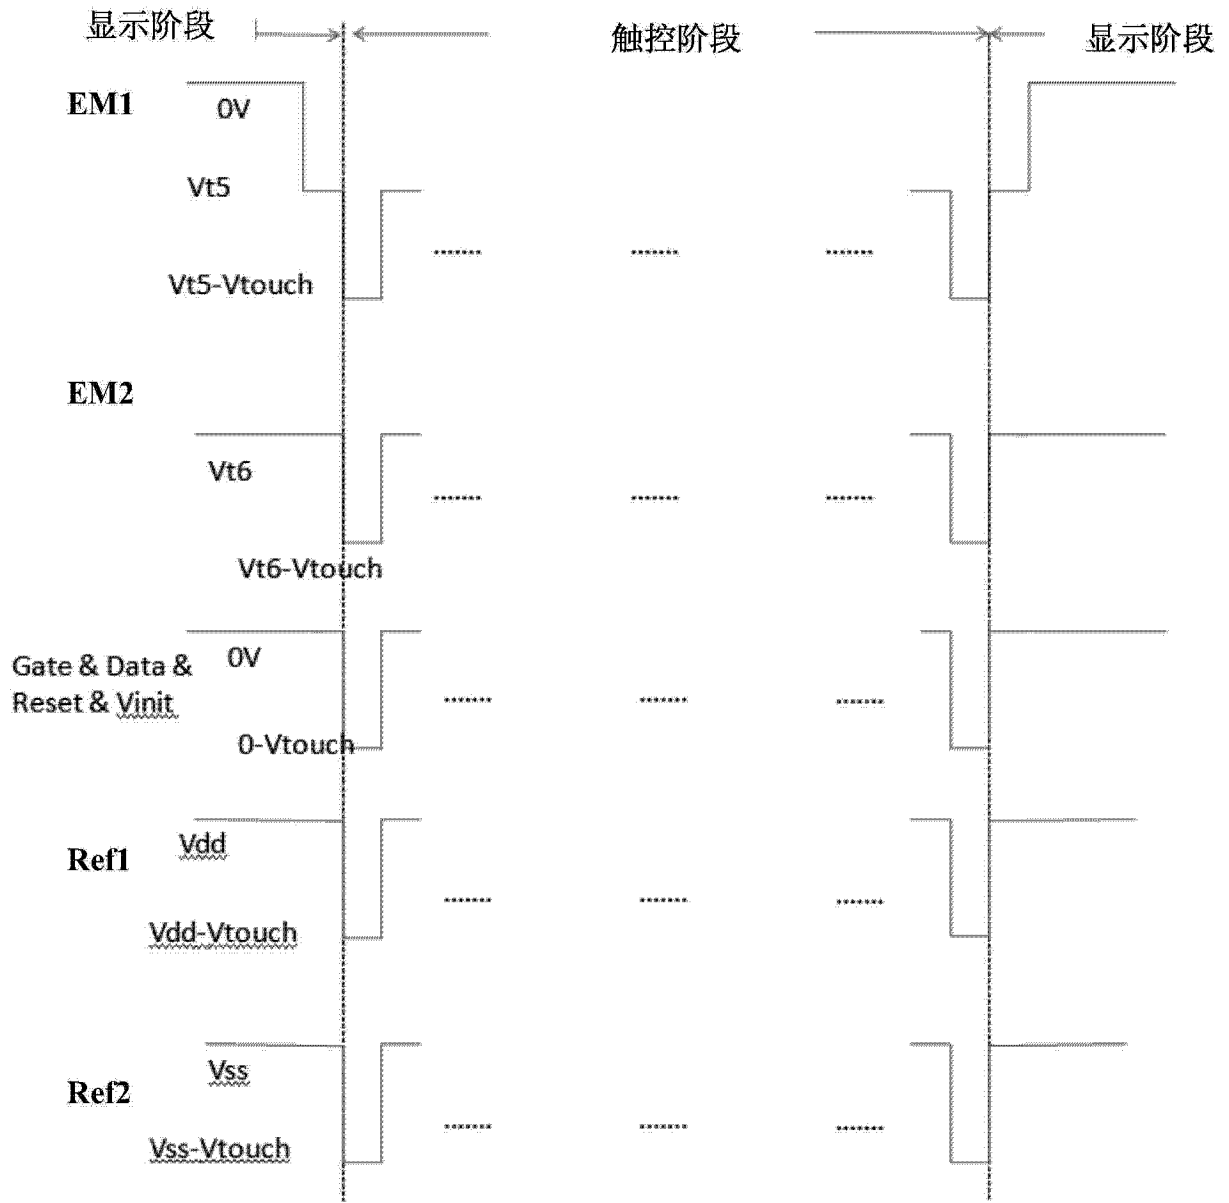 显示阶段 触控阶段 显示阶段
EM1
0V
Vt5
Vt5-Vtouch
EM2
Vt6
Vt6-Vtouch
0V
Gate & Data &
Reset & Vinit
0-Vtouch
Vdd
Ref1
Vdd-Vtouch
Vss
Ref2
Vss-Vtouch